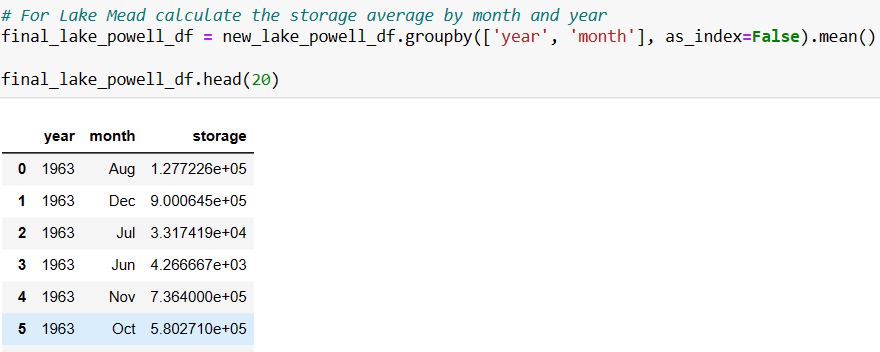 # For Lake Mead calculate the storage average by month and year
final_lake_powell_df = new_lake_powell_df.groupby(['year', 'month'], as_index=False).mean()
final_lake_powell_df.head(20)
year month storage
0 1963 Aug 1.277226e+05
1 1963 Dec 9.000645e+05
2 1963 Jul 3.317419e+04
3 1963 Jun 4.266667e+03
4 1963 Nov 7.364000e+05
5 1963 Oct 5.802710e+05